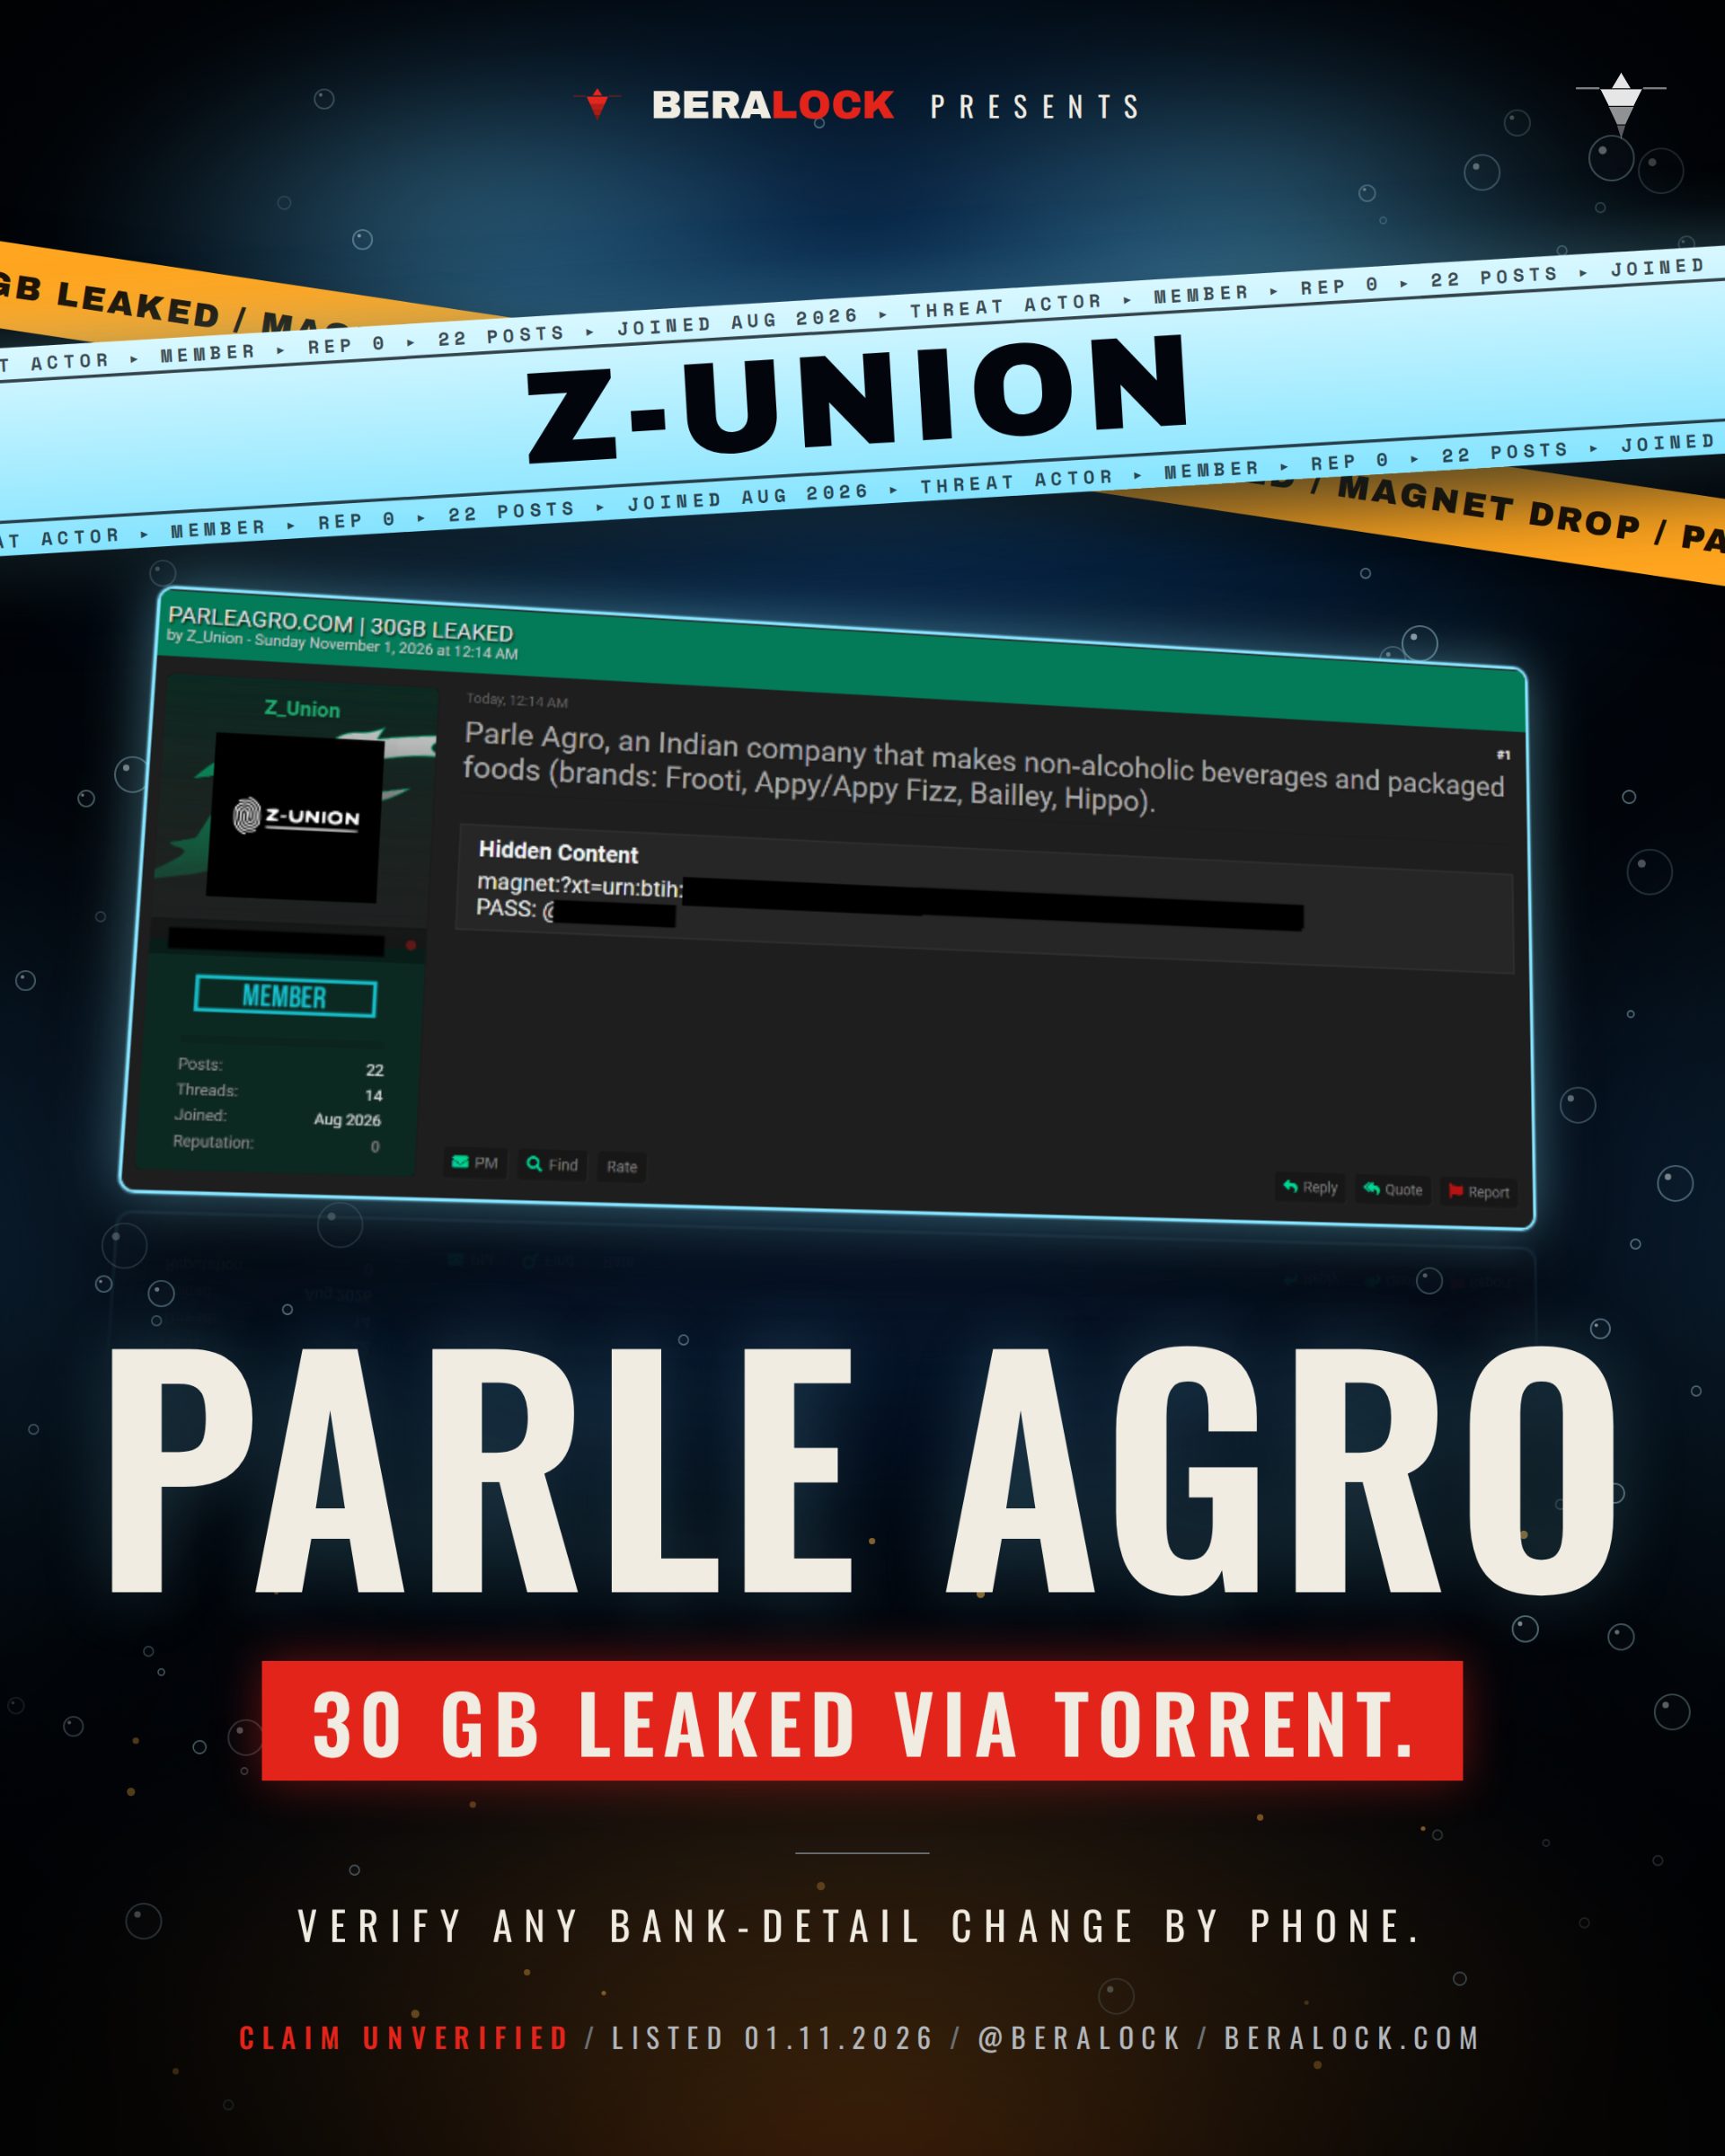 BERALOCK PRESENTS
GB LEAKED / MAG
T ACTOR ▸ MEMBER ▸ REP 0 ▸ 22 POSTS ▸ JOINED AUG 2026 ▸ THREAT ACTOR ▸ MEMBER ▸ REP 0 ▸ 22 POSTS ▸ JOINED
Z-UNION
AT ACTOR ▸ MEMBER ▸ REP 0 ▸ 22 POSTS ▸ JOINED AUG 2026 ▸ THREAT ACTOR ▸ MEMBER ▸ REP 0 ▸ 22 POSTS ▸ JOINED
ED / MAGNET DROP / PA
PARLEAGRO.COM | 30GB LEAKED
by Z_Union - Sunday November 1, 2026 at 12:14 AM
Z_Union
Z-UNION
MEMBER
Posts: 22
Threads: 14
Joined: Aug 2026
Reputation: 0
Today, 12:14 AM
#1
Parle Agro, an Indian company that makes non-alcoholic beverages and packaged
foods (brands: Frooti, Appy/Appy Fizz, Bailley, Hippo).
Hidden Content
magnet:?xt=urn:btih:
PASS: @
PM Find Rate
Reply Quote Report
PARLE AGRO
30 GB LEAKED VIA TORRENT.
VERIFY ANY BANK-DETAIL CHANGE BY PHONE.
CLAIM UNVERIFIED / LISTED 01.11.2026 / @BERALOCK / BERALOCK.COM